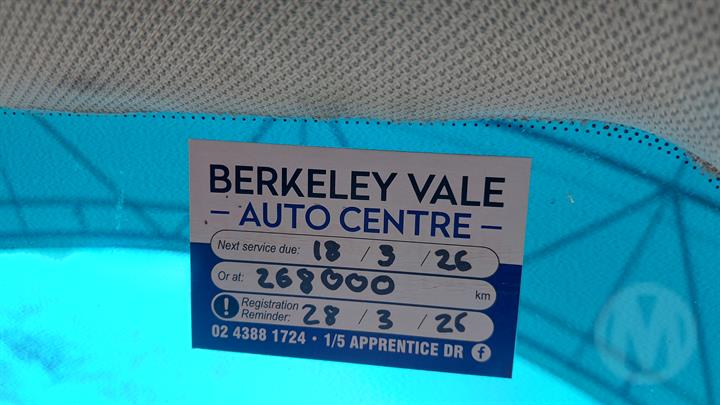 BERKELEY VALE
– AUTO CENTRE –
Next service due: 18 / 3 / 26
Or at: 268000 km
! Registration
Reminder: 28 / 3 / 26
02 4388 1724 • 1/5 APPRENTICE DR f
M